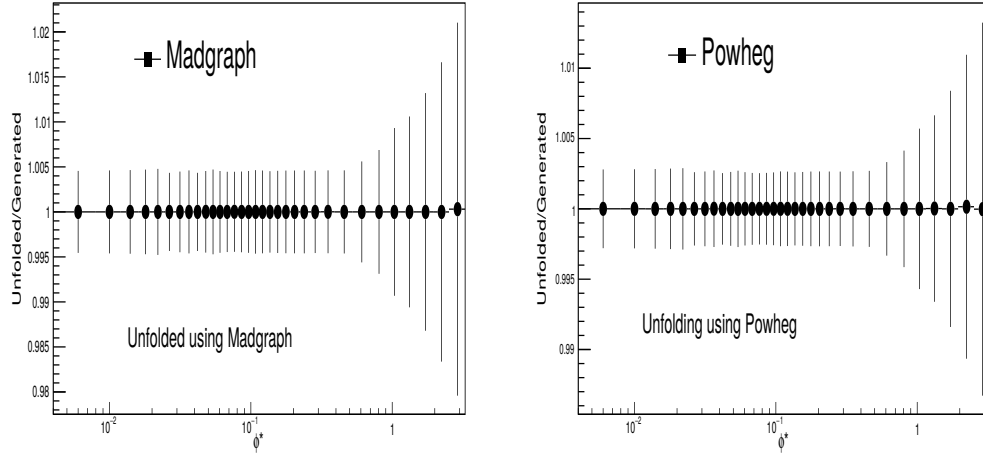 Madgraph
Unfolded/Generated
1.02
1.015
1.01
1.005
1
0.995
0.99
0.985
0.98
Unfolded using Madgraph
10⁻²
10⁻¹
1
ϕ*
Powheg
Unfolded/Generated
1.01
1.005
1
0.995
0.99
Unfolding using Powheg
10⁻²
10⁻¹
1
ϕ*